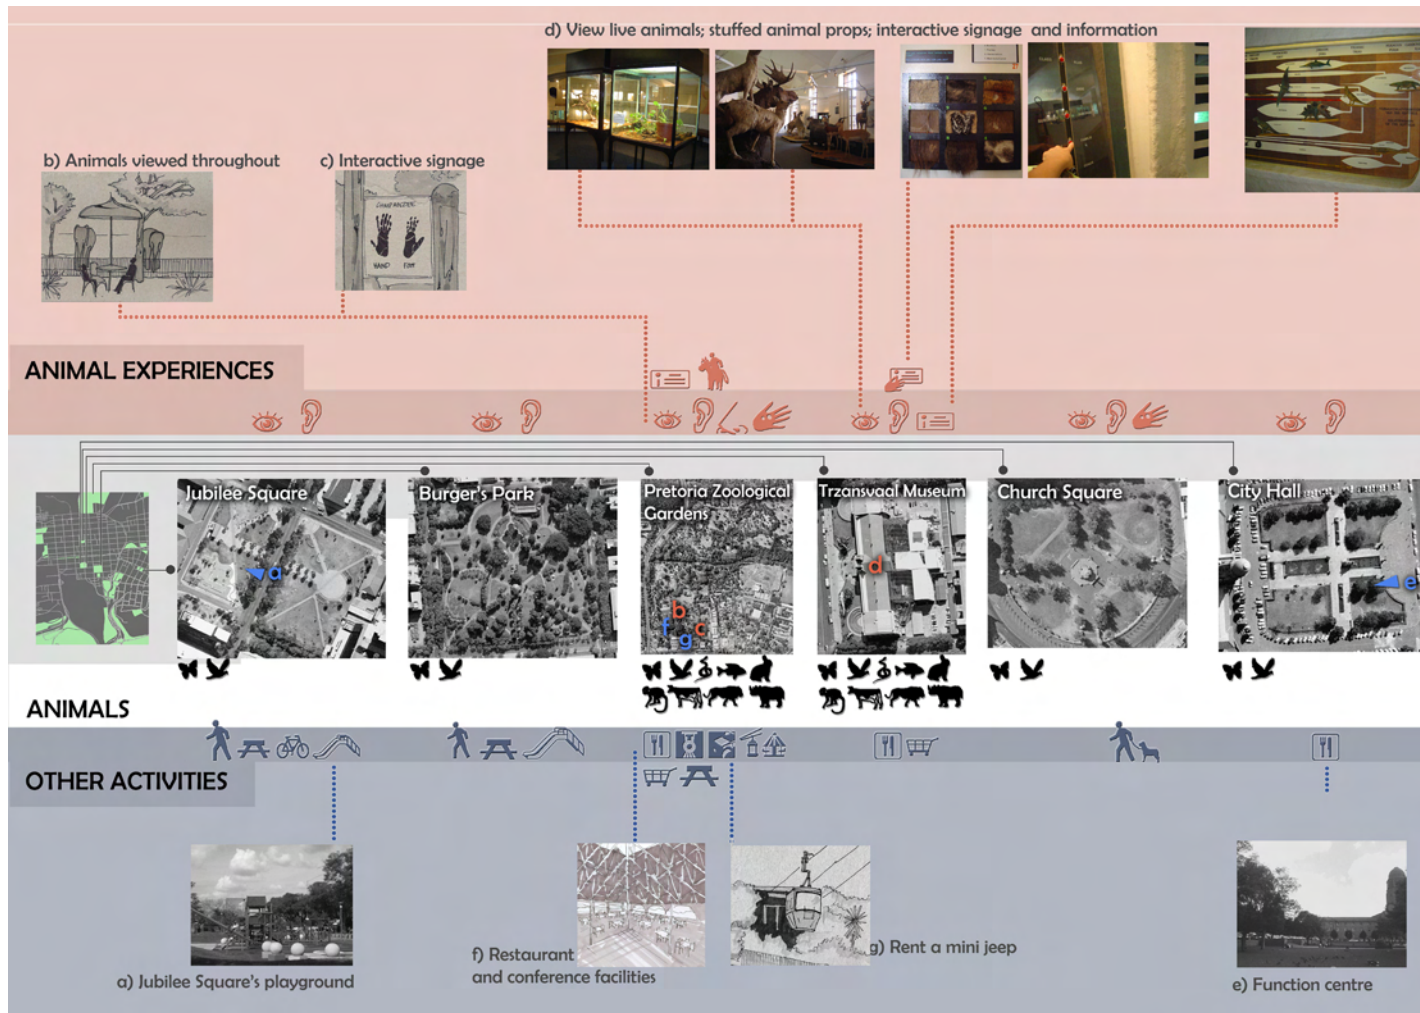 d) View live animals; stuffed animal props; interactive signage and information
b) Animals viewed throughout
c) Interactive signage
HAND
ANIMAL EXPERIENCES
Jubilee Square
Burger's Park
Pretoria Zoological
Gardens
Trzansvaal Museum
Church Square
City Hall
a
b
f
c
g
d
e
ANIMALS
OTHER ACTIVITIES
a) Jubilee Square's playground
f) Restaurant
and conference facilities
g) Rent a mini jeep
e) Function centre